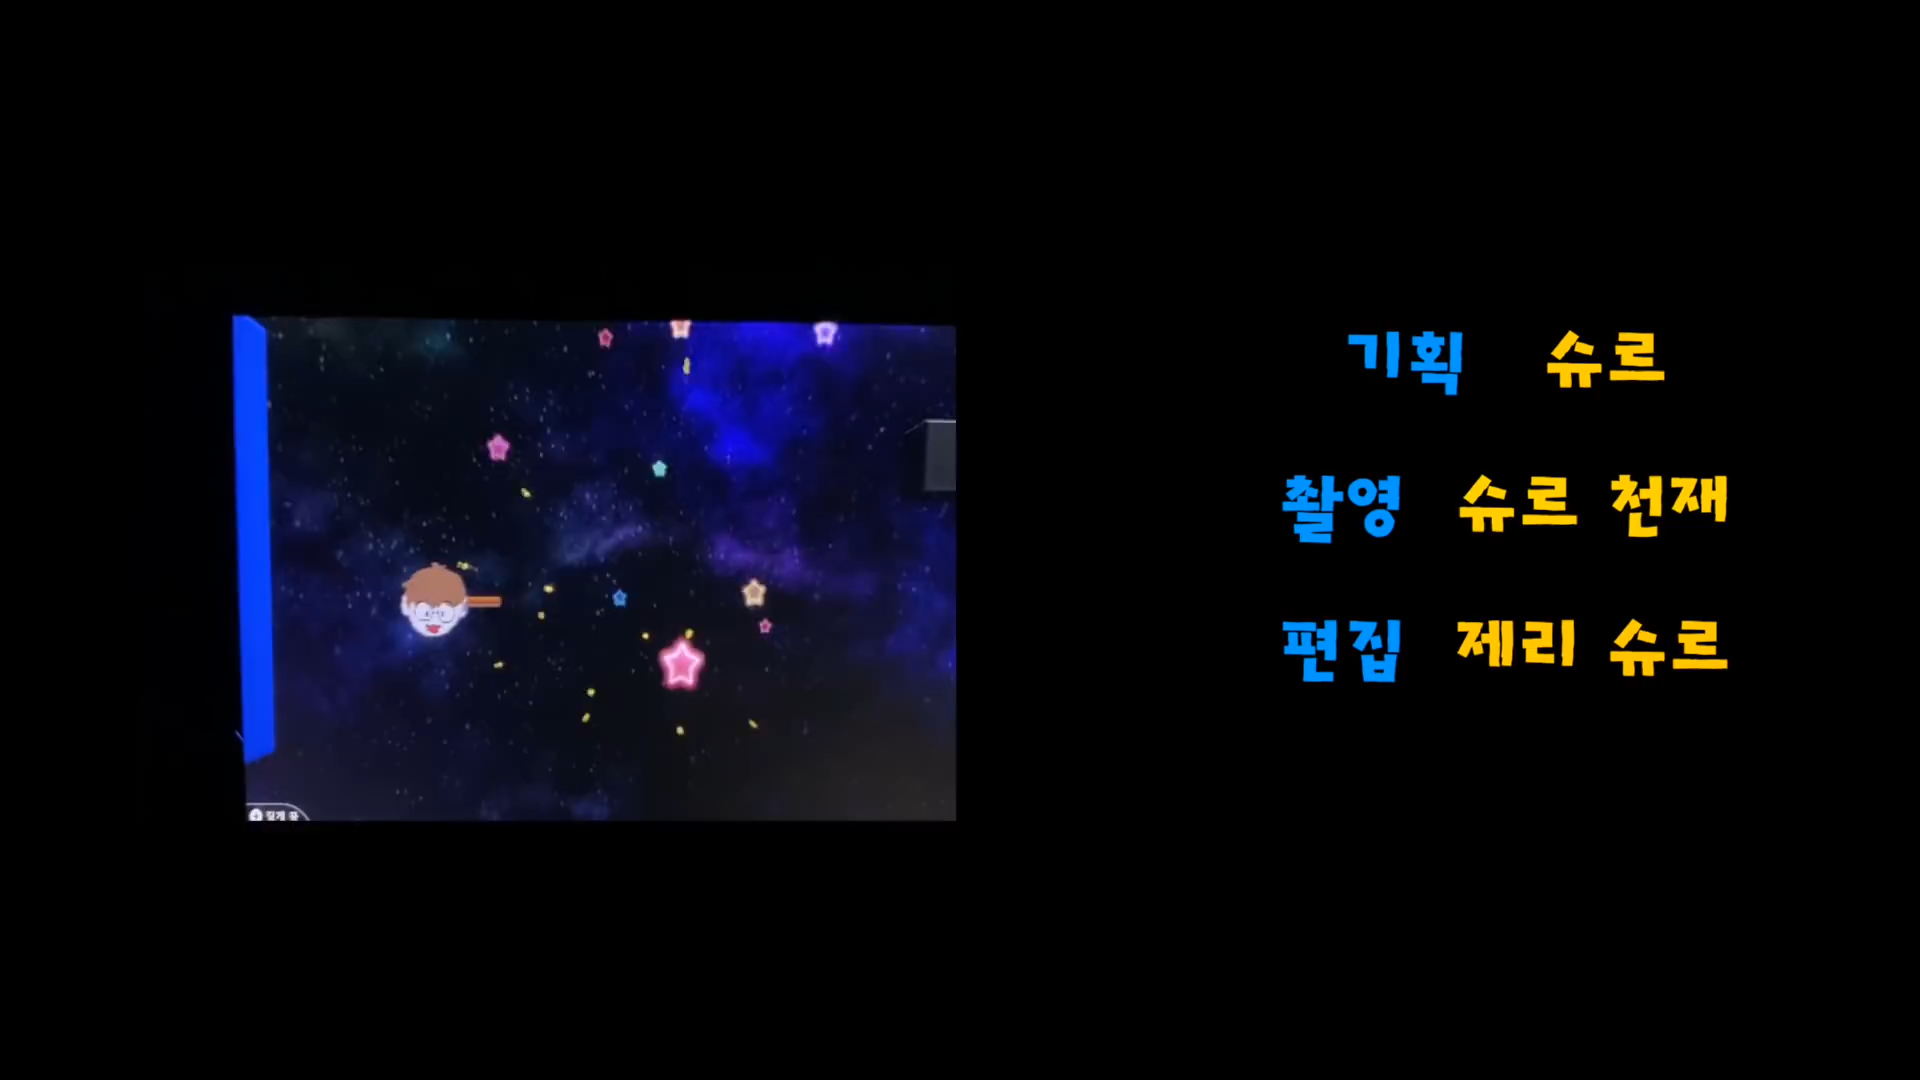 기획 슈르
촬영 슈르 천재
편집 제리 슈르